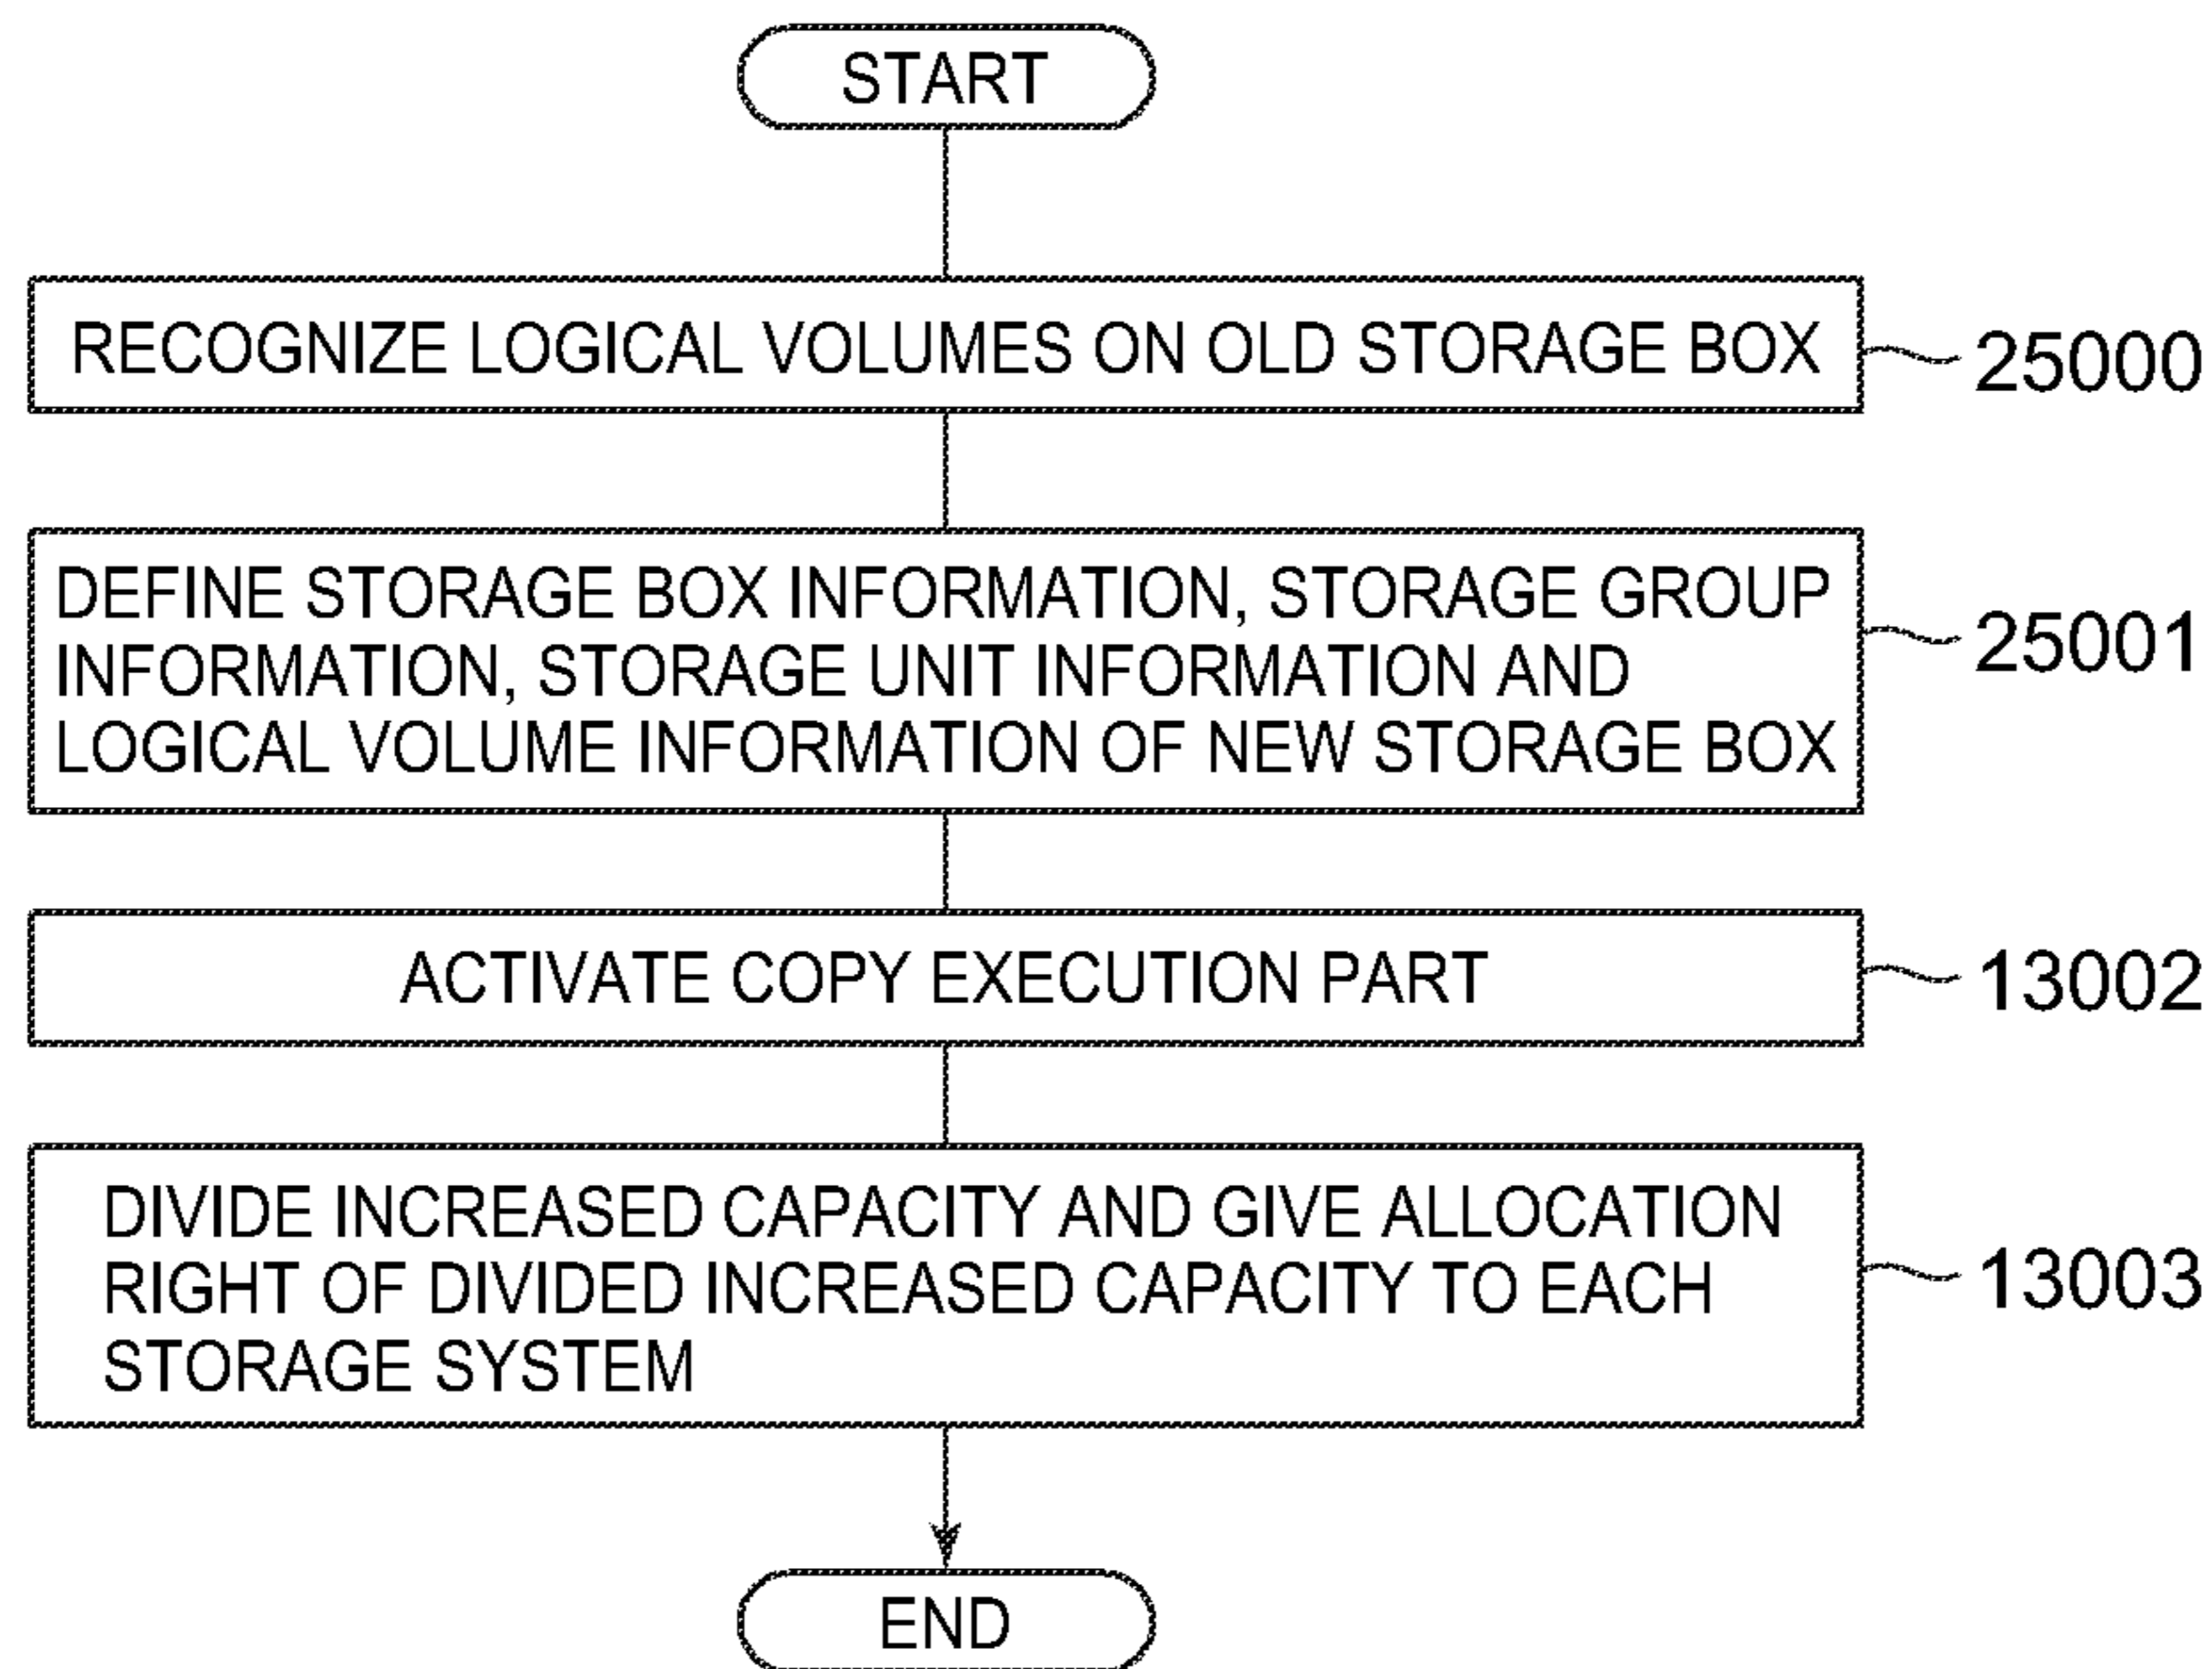 START
RECOGNIZE LOGICAL VOLUMES ON OLD STORAGE BOX
25000
DEFINE STORAGE BOX INFORMATION, STORAGE GROUP
INFORMATION, STORAGE UNIT INFORMATION AND
LOGICAL VOLUME INFORMATION OF NEW STORAGE BOX
25001
ACTIVATE COPY EXECUTION PART
13002
DIVIDE INCREASED CAPACITY AND GIVE ALLOCATION
RIGHT OF DIVIDED INCREASED CAPACITY TO EACH
STORAGE SYSTEM
13003
END